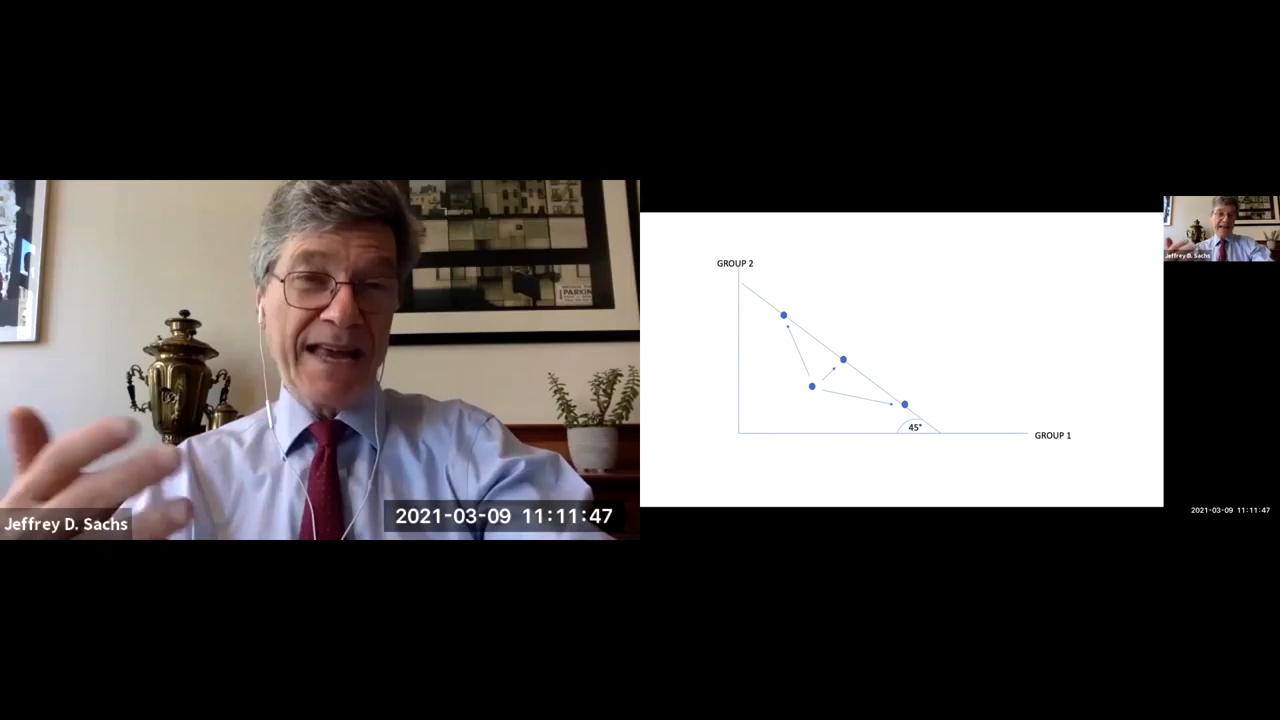 PARKIN
Jeffrey D. Sachs
2021-03-09 11:11:47
GROUP 2
45°
GROUP 1
Jeffrey D. Sachs
2021-03-09 11:11:47